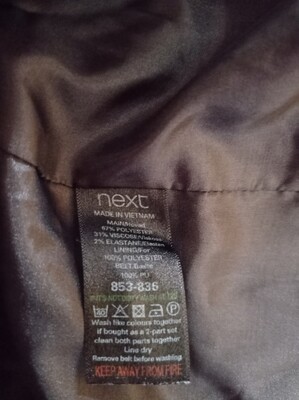 next
MADE IN VIETNAM
MAIN/
67% POLYESTER
31% VISCOSE/
2% ELASTANE/
LINING/
100% POLYESTER
BELT
100% PU
853-836
Wash like colours together
if bought as a 2-part set
clean both parts together
Line dry
Remove belt before washing
KEEP AWAY FROM FIRE